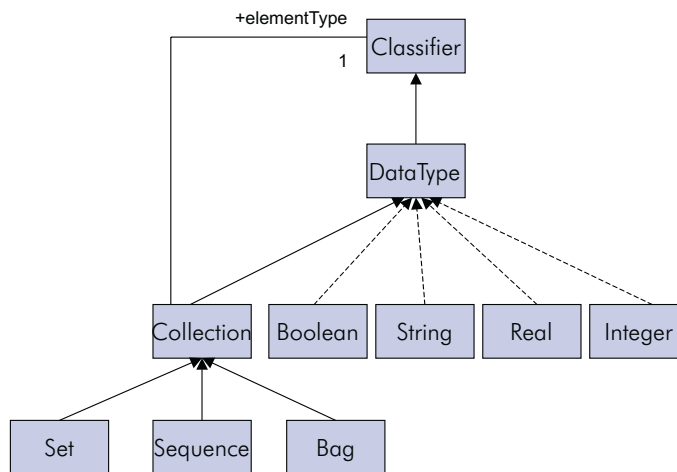 +elementType
1
Classifier
DataType
Collection
Boolean
String
Real
Integer
Set
Sequence
Bag